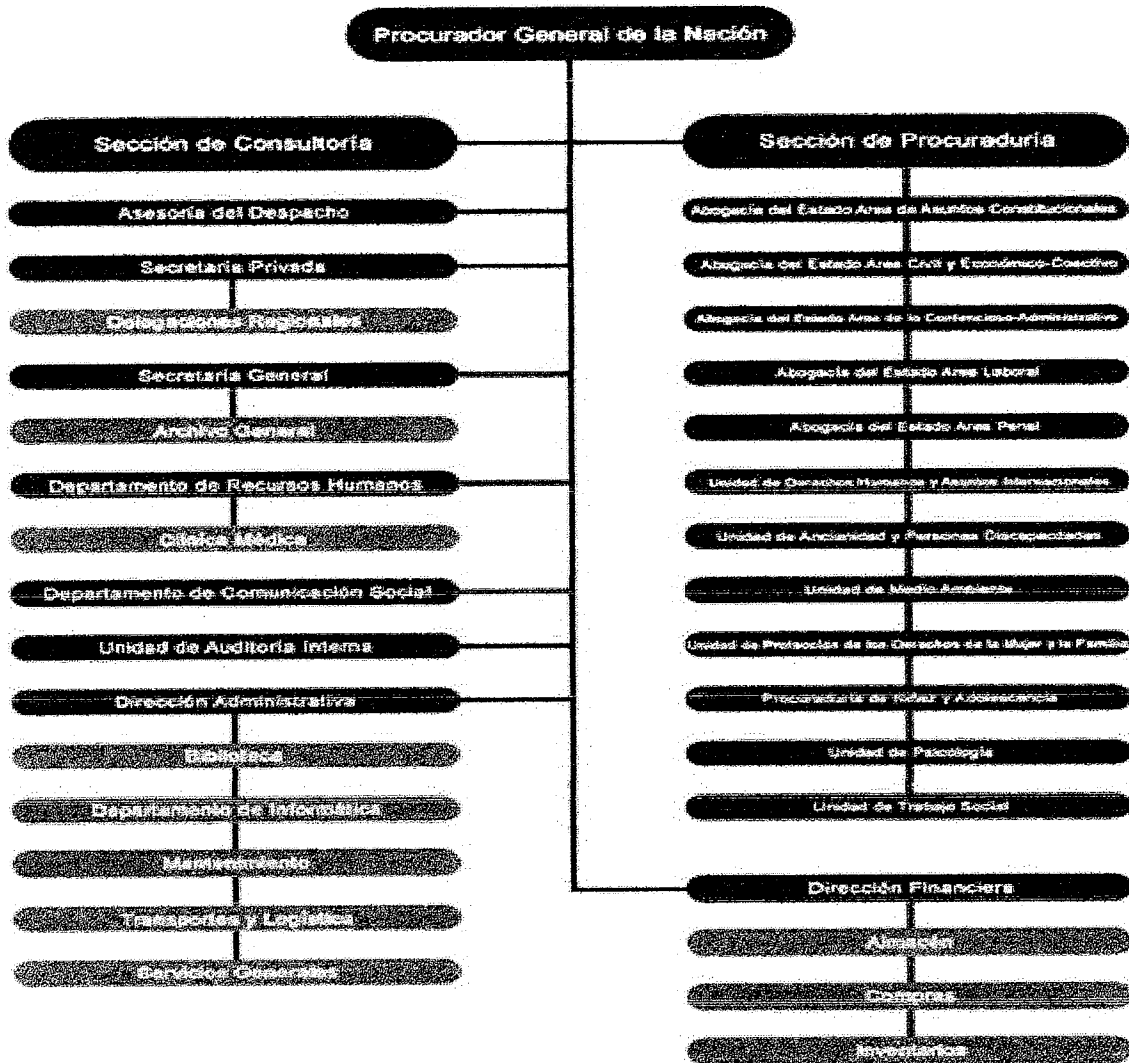 Procurador General de la Nación
Sección de Consultoría
Asesoría del Despacho
Secretaría Privada
Delegaciones Regionales
Secretaría General
Archivo General
Departamento de Recursos Humanos
Clínica Médica
Departamento de Comunicación Social
Unidad de Auditoría Interna
Dirección Administrativa
Biblioteca
Departamento de Informática
Mantenimiento
Transportes y Logística
Servicios Generales
Sección de Procuraduría
Abogacía del Estado Area de Asuntos Constitucionales
Abogacía del Estado Area Civil y Económico-Coactivo
Abogacía del Estado Area de lo Contencioso-Administrativo
Abogacía del Estado Area Laboral
Abogacía del Estado Area Penal
Unidad de Derechos Humanos y Asuntos Internacionales
Unidad de Ancianidad y Personas Discapacitadas
Unidad de Medio Ambiente
Unidad de Protección de los Derechos de la Mujer y la Familia
Procuraduría de Niñez y Adolescencia
Unidad de Psicología
Unidad de Trabajo Social
Dirección Financiera
Almacén
Compras
Inventarios